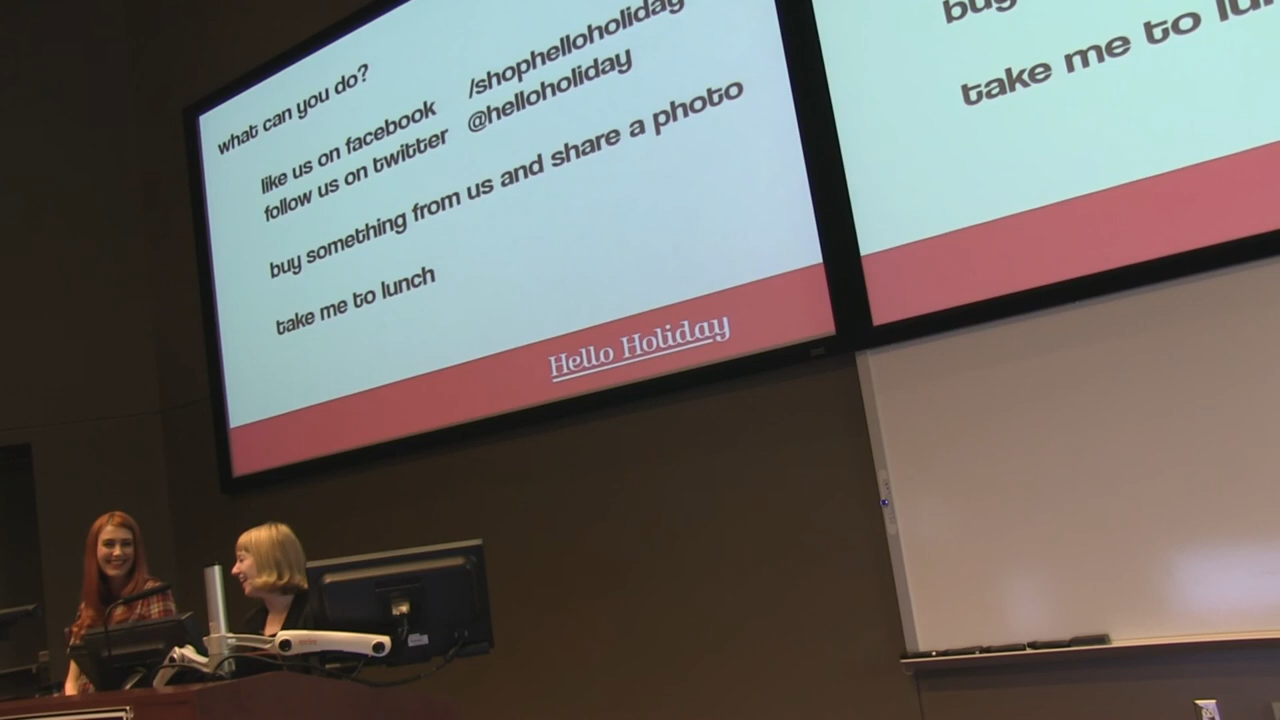 what can you do?
like us on facebook /shophelloholiday
follow us on twitter @helloholiday
buy something from us and share a photo
take me to lunch
Hello Holiday
buy
take me to